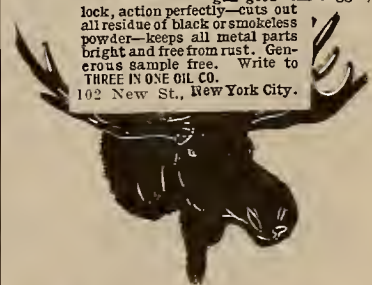 lock, action perfectly—cuts out
all residue of black or smokeless
powder—keeps all metal parts
bright and free from rust. Gen-
erous sample free. Write to
THREE IN ONE OIL CO.
102 New St., New York City.